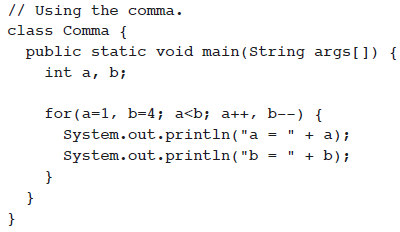 // Using the comma.
class Comma {
  public static void main(String args[]) {
    int a, b;

    for(a=1, b=4; a<b; a++, b--) {
      System.out.println("a = " + a);
      System.out.println("b = " + b);
    }
  }
}